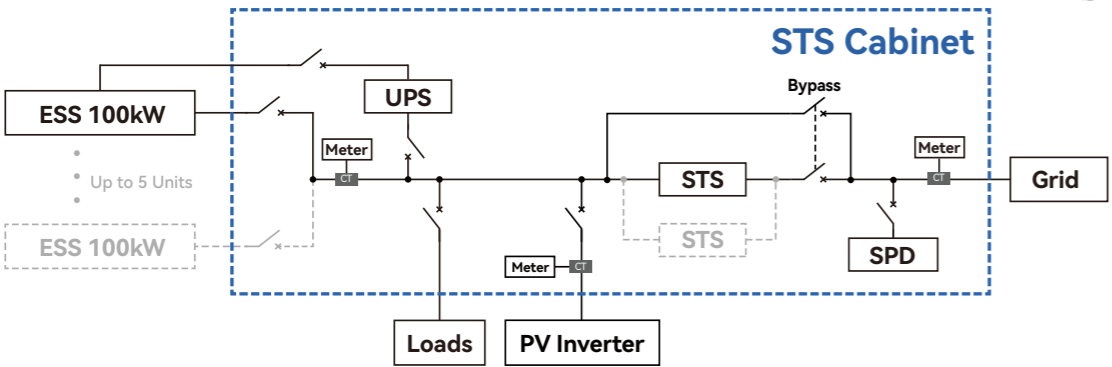 STS Cabinet
Bypass
UPS
ESS 100kW
Meter
CT
Meter
CT
Up to 5 Units
STS
Grid
ESS 100kW
STS
SPD
Meter
CT
Loads
PV Inverter